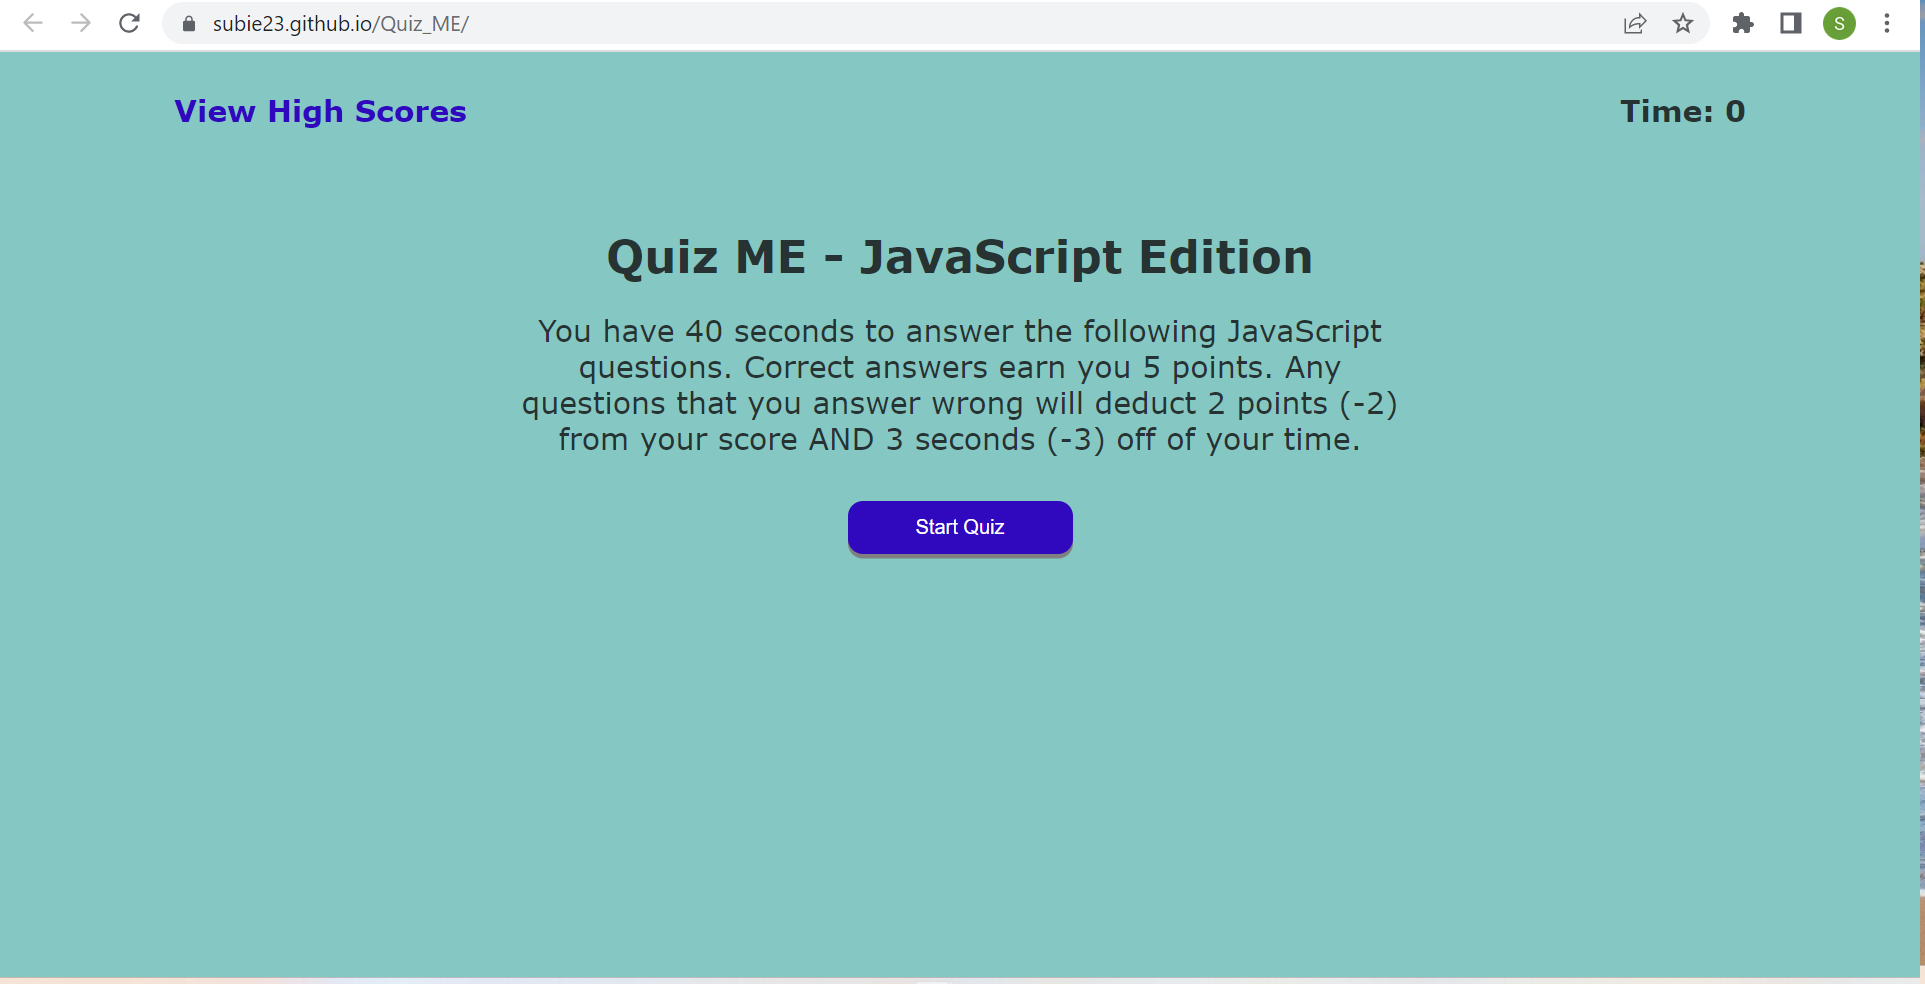 subie23.github.io/Quiz_ME/
S
View High Scores
Time: 0
Quiz ME - JavaScript Edition
You have 40 seconds to answer the following JavaScript
questions. Correct answers earn you 5 points. Any
questions that you answer wrong will deduct 2 points (-2)
from your score AND 3 seconds (-3) off of your time.
Start Quiz